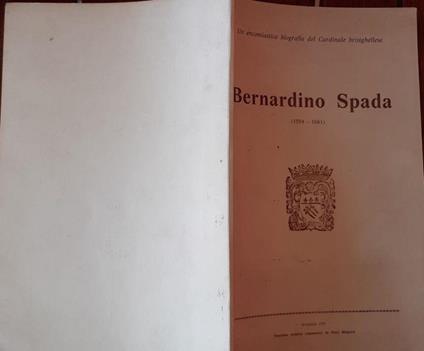 Un encomiastica biografia del Cardinale brisighellese
Bernardino Spada
(1594 - 1661)